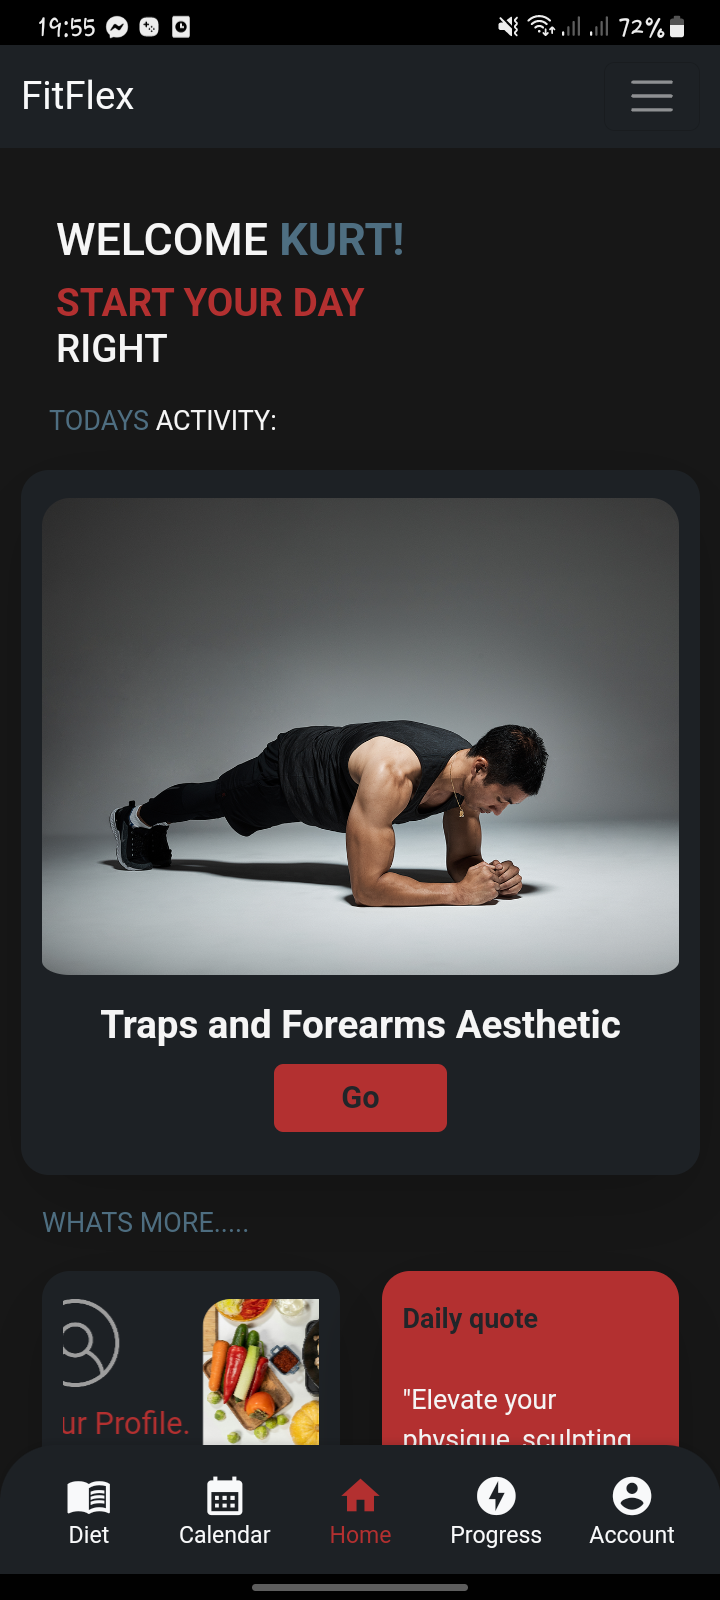 19:55
72%
FitFlex
WELCOME KURT!
START YOUR DAY
RIGHT
TODAYS ACTIVITY:
Traps and Forearms Aesthetic
Go
WHATS MORE.....
ur Profile.
Daily quote
"Elevate your
physique, sculpting
Diet
Calendar
Home
Progress
Account